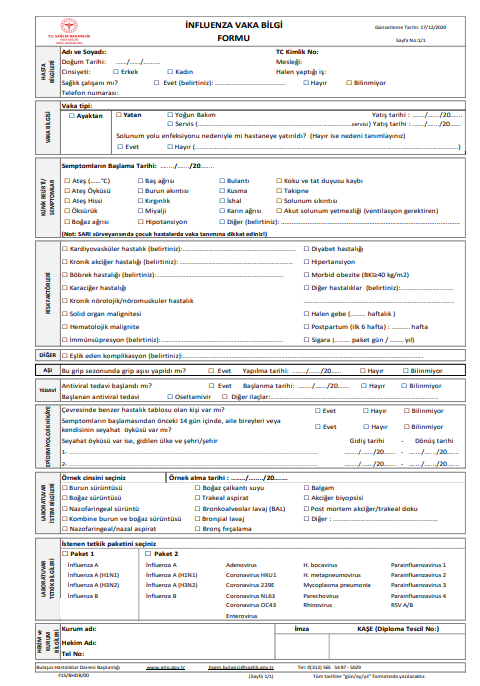 T.C. SAĞLIK BAKANLIĞI
İNFLUENZA VAKA BİLGİ
FORMU
Güncelleme Tarihi: 17/12/2020
Sayfa No:1/1
HASTA BİLGİLERİ
Adı ve Soyadı: TC Kimlik No:
Doğum Tarihi: ....../....../......... Mesleği:
Cinsiyeti: ☐ Erkek ☐ Kadın Halen yaptığı iş:
Sağlık çalışanı mı? ☐ Evet (belirtiniz): ........................ ☐ Hayır ☐ Bilinmiyor
Telefon numarası:
VAKA BİLGİSİ
Vaka tipi:
☐ Ayaktan ☐ Yatan ☐ Yoğun Bakım Yatış tarihi : ....../....../20......
☐ Servis (........................servisi) Yatış tarihi : ....../....../20......
Solunum yolu enfeksiyonu nedeniyle mi hastaneye yatırıldı? (Hayır ise nedeni tanımlayınız)
☐ Evet ☐ Hayır (........................)
KLİNİK BELİRTİ/ SEMPTOMLAR
Semptomların Başlama Tarihi: ....../....../20......
☐ Ateş (......°C) ☐ Baş ağrısı ☐ Bulantı ☐ Koku ve tat duyusu kaybı
☐ Ateş Öyküsü ☐ Burun akıntısı ☐ Kusma ☐ Takipne
☐ Ateş Hissi ☐ Kırgınlık ☐ İshal ☐ Solunum sıkıntısı
☐ Öksürük ☐ Miyalji ☐ Karın ağrısı ☐ Akut solunum yetmezliği (ventilasyon gerektiren)
☐ Boğaz ağrısı ☐ Hipotansiyon ☐ Diğer (belirtiniz): ........................
(Not: SARI sürveyansında çocuk hastalarda vaka tanımına dikkat ediniz!)
RİSK FAKTÖRLERİ
☐ Kardiyovasküler hastalık (belirtiniz):........................ ☐ Diyabet hastalığı
☐ Kronik akciğer hastalığı (belirtiniz): ........................ ☐ Hipertansiyon
☐ Böbrek hastalığı (belirtiniz): ........................ ☐ Morbid obezite (BKI≥40 kg/m2)
☐ Karaciğer hastalığı ☐ Diğer hastalıklar (belirtiniz):........................
☐ Kronik nörolojik/nöromuskuler hastalık ........................
☐ Solid organ malignitesi ☐ Halen gebe (........ haftalık )
☐ Hematolojik malignite ☐ Postpartum (ilk 6 hafta) : .......... hafta
☐ İmmünsüpresyon (belirtiniz): ........................ ☐ Sigara (........ paket gün / ........ yıl)
DİĞER ☐ Eşlik eden komplikasyon (belirtiniz): ........................
AŞI Bu grip sezonunda grip aşısı yapıldı mı? ☐ Evet Yapılma tarihi: ....../....../20...... ☐ Hayır ☐ Bilinmiyor
TEDAVİ
Antiviral tedavi başlandı mı? ☐ Evet Başlanma tarihi: ....../....../20...... ☐ Hayır ☐ Bilinmiyor
Başlanan antiviral tedavi ☐ Oseltamivir ☐ Diğer ilaçlar:........................
EPİDEMİYOLOJİK HİKAYE
Çevresinde benzer hastalık tablosu olan kişi var mı? ☐ Evet ☐ Hayır ☐ Bilinmiyor
Semptomların başlamasından önceki 14 gün içinde, aile bireyleri veya
kendisinin seyahat öyküsü var mı? ☐ Evet ☐ Hayır ☐ Bilinmiyor
Seyahat öyküsü var ise, gidilen ülke ve şehri/şehir Gidiş tarihi - Dönüş tarihi
1- ........................ ....../....../20...... - ....../....../20......
2- ........................ ....../....../20...... - ....../....../20......
LABORATUVAR İSTEM BİLGİLERİ
Örnek cinsini seçiniz Örnek alma tarihi : ....../....../20......
☐ Burun sürüntüsü ☐ Boğaz çalkantı suyu ☐ Balgam
☐ Boğaz sürüntüsü ☐ Trakeal aspirat ☐ Akciğer biyopsisi
☐ Nazofaringeal süruntü ☐ Bronkoalveolar lavaj (BAL) ☐ Post mortem akciğer/trakeal doku
☐ Kombine burun ve boğaz sürüntüsü ☐ Bronşial lavaj ☐ Diğer : ........................
☐ Nazofaringeal/nazal aspirat ☐ Bronş fırçalama
LABORATUVAR TETKİK BİLGİLERİ
İstenen tetkik paketini seçiniz
☐ Paket 1 ☐ Paket 2
İnfluenza A İnfluenza A Adenovirus H. bocavirus Parainfluenzavirus 1
İnfluenza A (H1N1) İnfluenza A (H1N1) Coronavirus HKU1 H. metapneumovirus Parainfluenzavirus 2
İnfluenza A (H3N2) İnfluenza A (H3N2) Coronavirus 229E Mycoplasma pneumonia Parainfluenzavirus 3
İnfluenza B İnfluenza B Coronavirus NL63 Parechovirus Parainfluenzavirus 4
Coronavirus OC43 Rhinovirus RSV A/B
Enterovirus
HEKİM ve KURUM BİLGİLERİ
Kurum adı: İmza KAŞE (Diploma Tescil No:)
Hekim Adı:
Tel No:
Bulaşıcı Hastalıklar Dairesi Başkanlığı www.grip.gov.tr hsgm.bulasici@saglik.gov.tr Tel: 0(312) 565 54 87- 5029
F15/BHDB/00 (Sayfa 1/1) Tüm tarihler "gün/ay/yıl" formatında yazılacaktır.